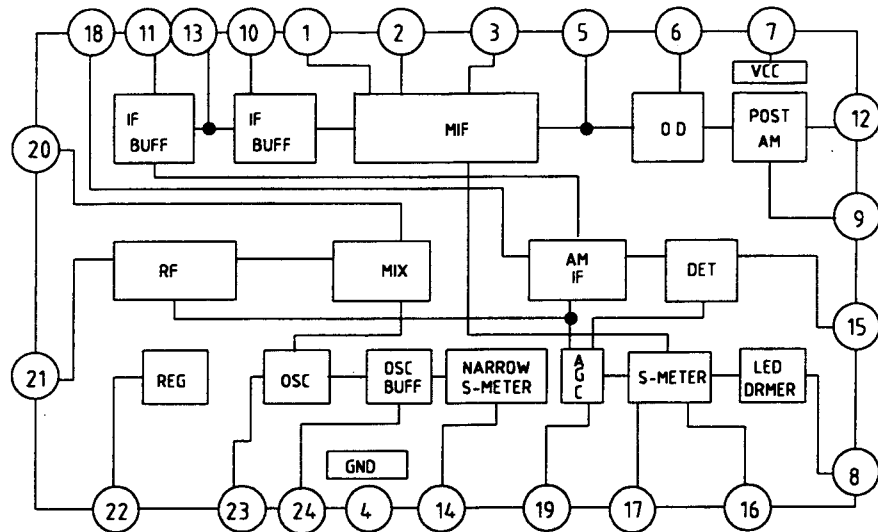 18 11 13 10 1 2 3 5 6 7
VCC
IF
BUFF
IF
BUFF
MIF
OD
POST
AM
12
20
9
RF
MIX
AM
IF
DET
15
21
REG
OSC
OSC
BUFF
NARROW
S-METER
A
G
C
S-METER
LED
DRMER
GND
8
22 23 24 4 14 19 17 16